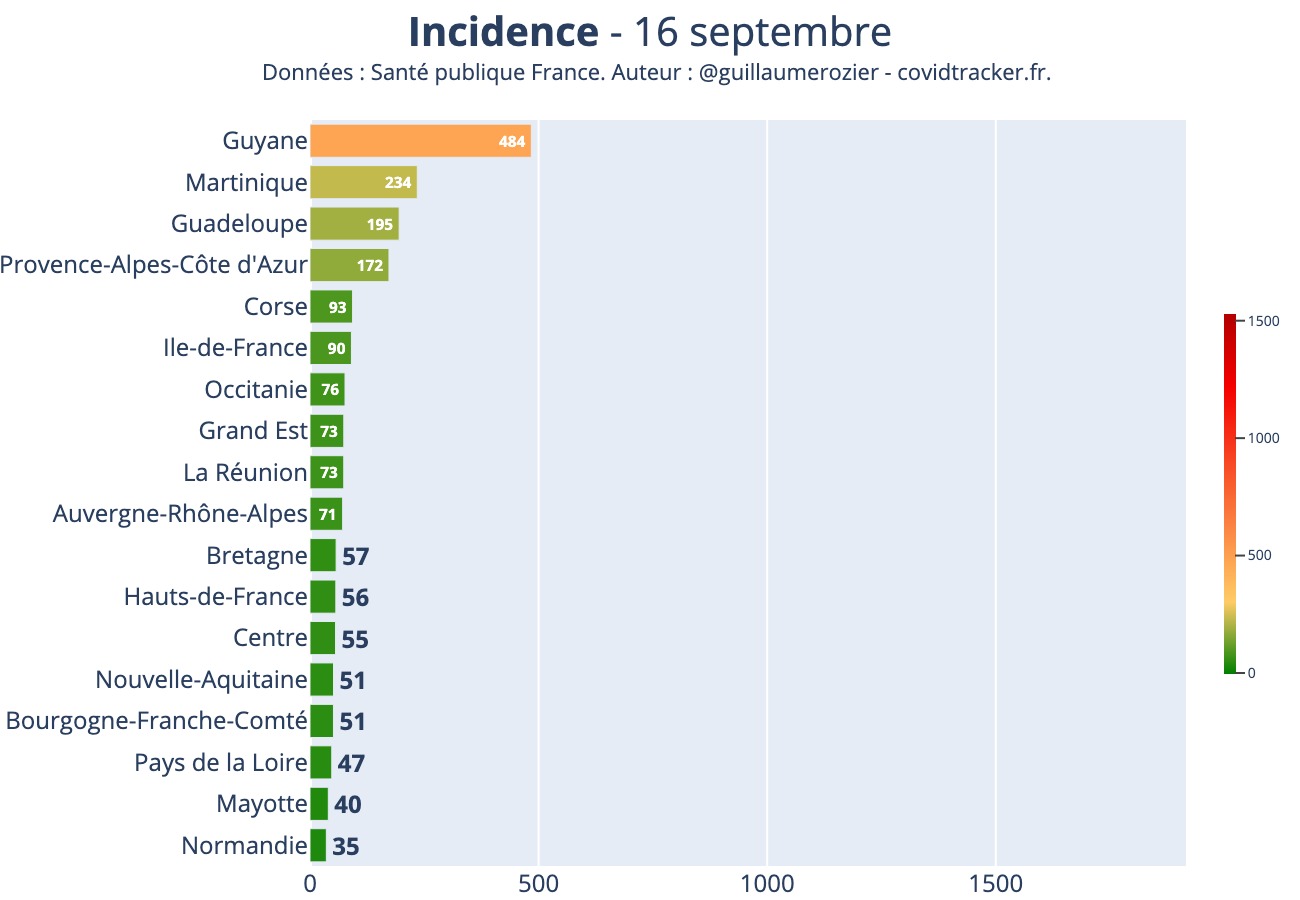 Incidence - 16 septembre
Données : Santé publique France. Auteur : @guillaumerozier - covidtracker.fr.
Guyane 484
Martinique 234
Guadeloupe 195
Provence-Alpes-Côte d'Azur 172
Corse 93
Ile-de-France 90
Occitanie 76
Grand Est 73
La Réunion 73
Auvergne-Rhône-Alpes 71
Bretagne 57
Hauts-de-France 56
Centre 55
Nouvelle-Aquitaine 51
Bourgogne-Franche-Comté 51
Pays de la Loire 47
Mayotte 40
Normandie 35
0 500 1000 1500
1500
1000
500
0